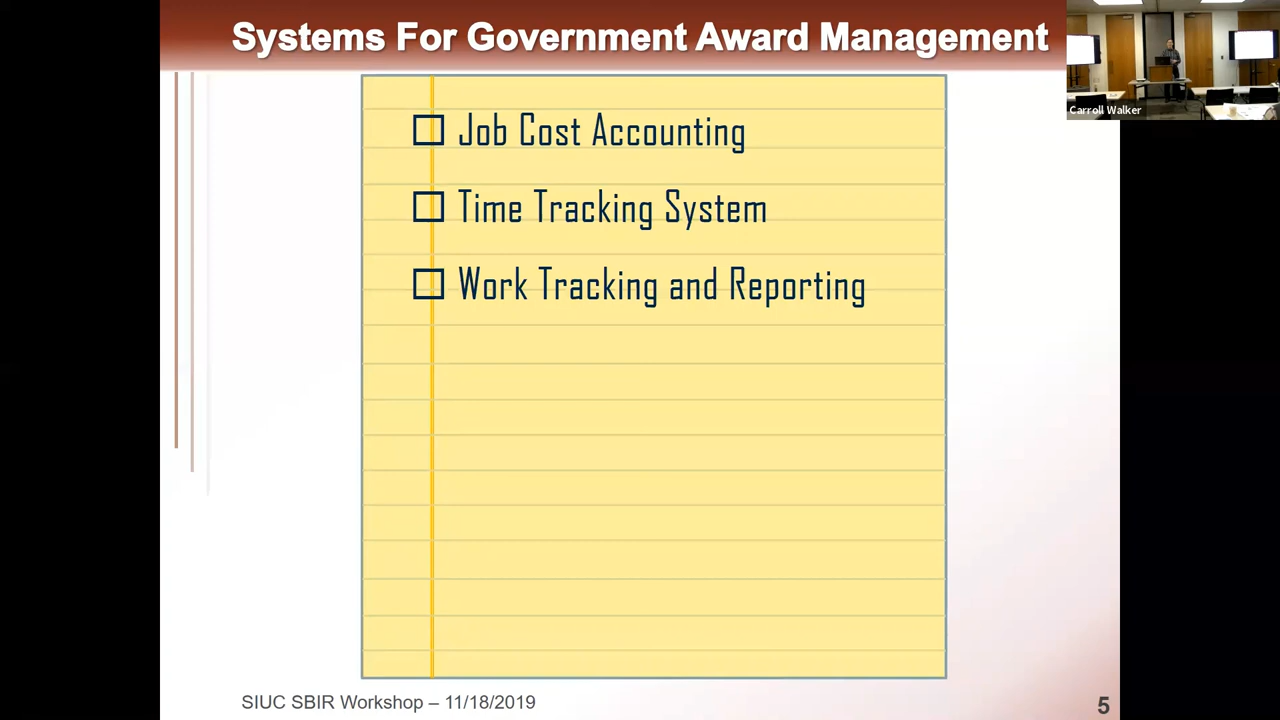 Systems For Government Award Management
Carroll Walker
Job Cost Accounting
Time Tracking System
Work Tracking and Reporting
SIUC SBIR Workshop – 11/18/2019
5